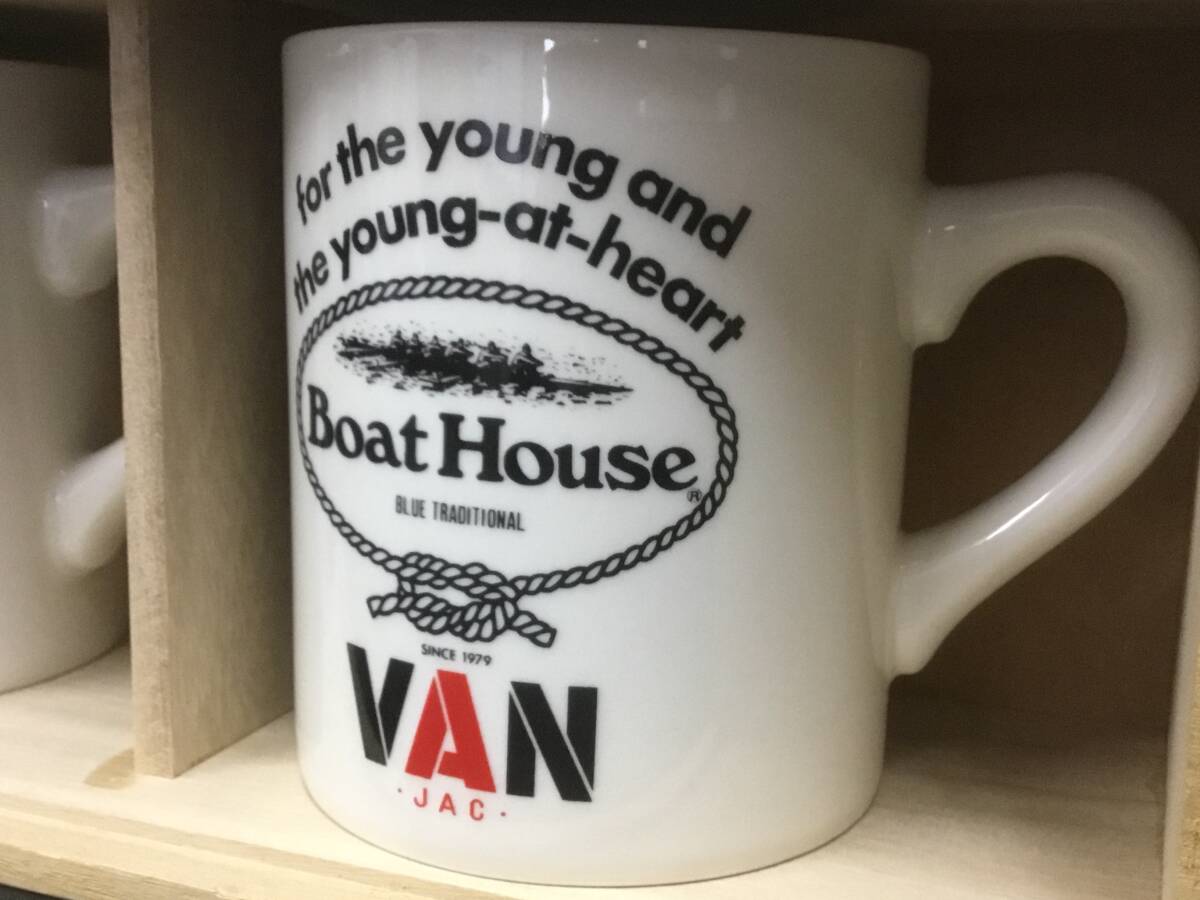 for the young and
the young-at-heart
Boat House®
BLUE TRADITIONAL
SINCE 1979
VAN
·JAC·